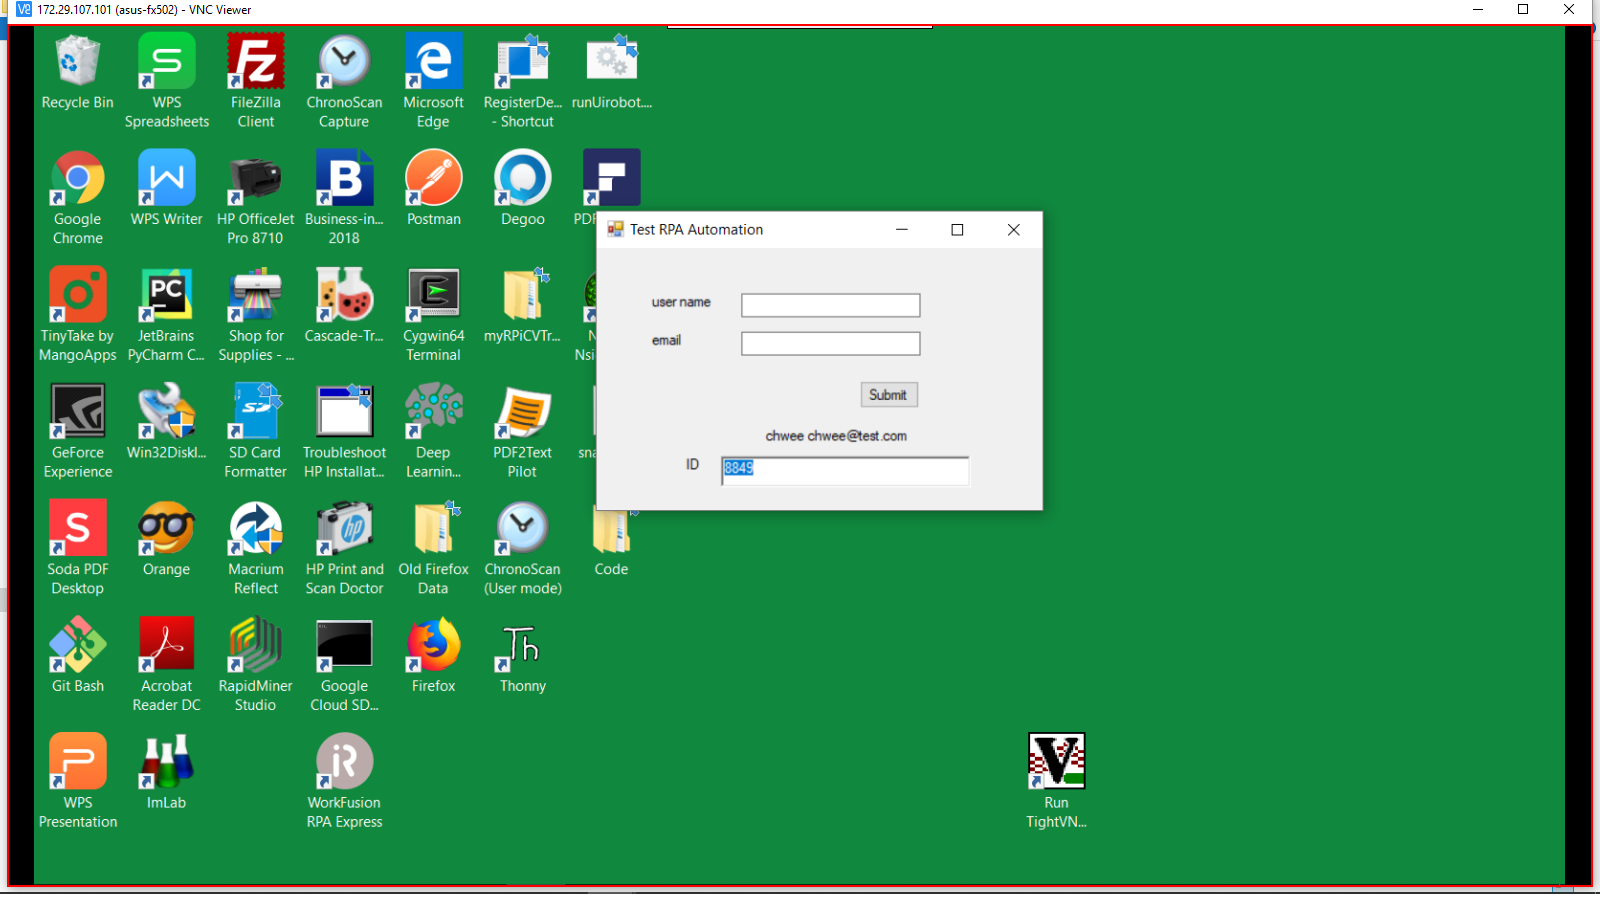 172.29.107.101 (asus-fx502) - VNC Viewer
Recycle Bin
WPS
Spreadsheets
FileZilla
Client
ChronoScan
Capture
Microsoft
Edge
RegisterDe...
- Shortcut
runUirobot....
Google
Chrome
WPS Writer
HP OfficeJet
Pro 8710
Business-in...
2018
Postman
Degoo
PDF
TinyTake by
MangoApps
JetBrains
PyCharm C...
Shop for
Supplies - ...
Cascade-Tr...
Cygwin64
Terminal
myRPiCVTr...
N
Nsi
GeForce
Experience
Win32Diskl...
SD Card
Formatter
Troubleshoot
HP Installat...
Deep
Learnin...
PDF2Text
Pilot
sna
Soda PDF
Desktop
Orange
Macrium
Reflect
HP Print and
Scan Doctor
Old Firefox
Data
ChronoScan
(User mode)
Code
Git Bash
Acrobat
Reader DC
RapidMiner
Studio
Google
Cloud SD...
Firefox
Thonny
WPS
Presentation
ImLab
WorkFusion
RPA Express
Run
TightVN...
Test RPA Automation
user name
email
Submit
chwee chwee@test.com
ID 8849